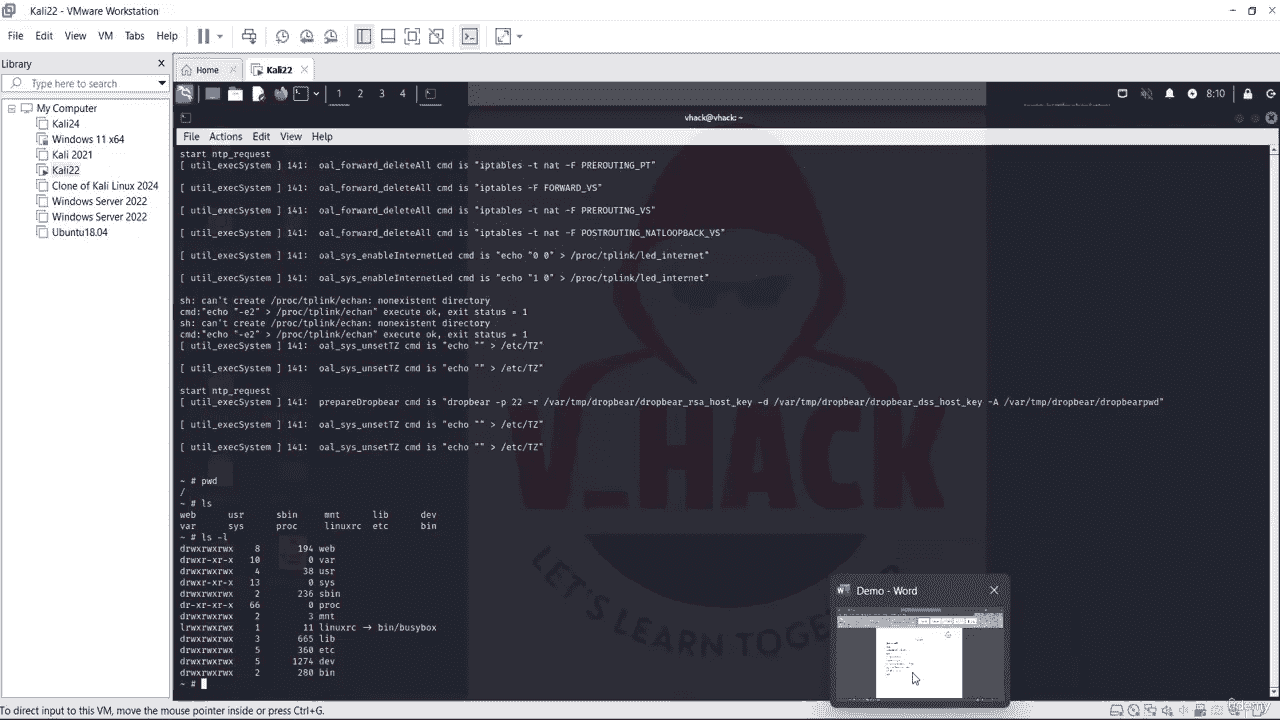 Kali22 - VMware Workstation
File Edit View VM Tabs Help
Library
Type here to search
My Computer
Kali24
Windows 11 x64
Kali 2021
Kali22
Clone of Kali Linux 2024
Windows Server 2022
Windows Server 2022
Ubuntu18.04
Home Kali22
1 2 3 4 8:10
vhack@vhack: ~
File Actions Edit View Help
start ntp_request
[ util_execSystem ] 141: oal_forward_deleteAll cmd is "iptables -t nat -F PREROUTING_PT"
[ util_execSystem ] 141: oal_forward_deleteAll cmd is "iptables -F FORWARD_VS"
[ util_execSystem ] 141: oal_forward_deleteAll cmd is "iptables -t nat -F PREROUTING_VS"
[ util_execSystem ] 141: oal_forward_deleteAll cmd is "iptables -t nat -F POSTROUTING_NATLOOPBACK_VS"
[ util_execSystem ] 141: oal_sys_enableInternetLed cmd is "echo "0 0" > /proc/tplink/led_internet"
[ util_execSystem ] 141: oal_sys_enableInternetLed cmd is "echo "1 0" > /proc/tplink/led_internet"
sh: can't create /proc/tplink/echan: nonexistent directory
cmd:"echo "-e2" > /proc/tplink/echan" execute ok, exit status = 1
sh: can't create /proc/tplink/echan: nonexistent directory
cmd:"echo "-e2" > /proc/tplink/echan" execute ok, exit status = 1
[ util_execSystem ] 141: oal_sys_unsetTZ cmd is "echo "" > /etc/TZ"
[ util_execSystem ] 141: oal_sys_unsetTZ cmd is "echo "" > /etc/TZ"
start ntp_request
[ util_execSystem ] 141: prepareDropbear cmd is "dropbear -p 22 -r /var/tmp/dropbear/dropbear_rsa_host_key -d /var/tmp/dropbear/dropbear_dss_host_key -A /var/tmp/dropbear/dropbearpwd"
[ util_execSystem ] 141: oal_sys_unsetTZ cmd is "echo "" > /etc/TZ"
[ util_execSystem ] 141: oal_sys_unsetTZ cmd is "echo "" > /etc/TZ"
~ # pwd
/
~ # ls
web usr sbin mnt lib dev
var sys proc linuxrc etc bin
~ # ls -l
drwxrwxrwx 8 194 web
drwxr-xr-x 10 0 var
drwxrwxrwx 4 38 usr
drwxr-xr-x 13 0 sys
drwxrwxrwx 2 236 sbin
dr-xr-xr-x 66 0 proc
drwxrwxrwx 2 3 mnt
lrwxrwxrwx 1 11 linuxrc → bin/busybox
drwxrwxrwx 3 665 lib
drwxrwxrwx 5 360 etc
drwxrwxrwx 5 1274 dev
drwxrwxrwx 2 280 bin
~ #
V_HACK
LET'S
Demo - Word
To direct input to this VM, move the mouse pointer inside or press Ctrl+G.